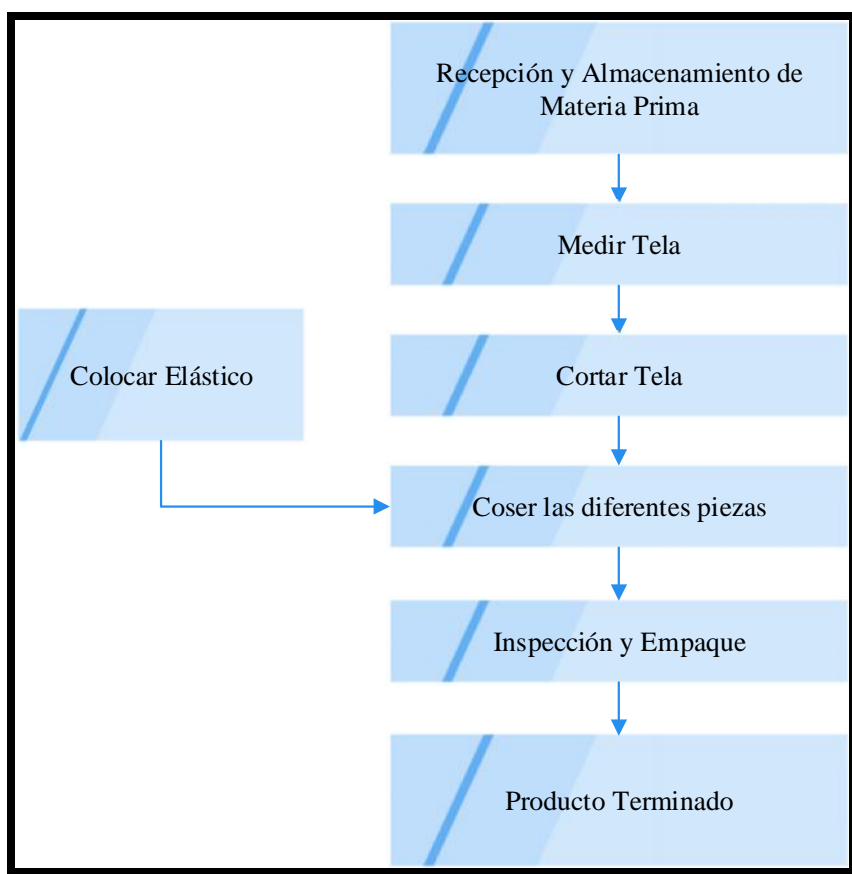 Recepción y Almacenamiento de
Materia Prima
Medir Tela
Colocar Elástico
Cortar Tela
Coser las diferentes piezas
Inspección y Empaque
Producto Terminado